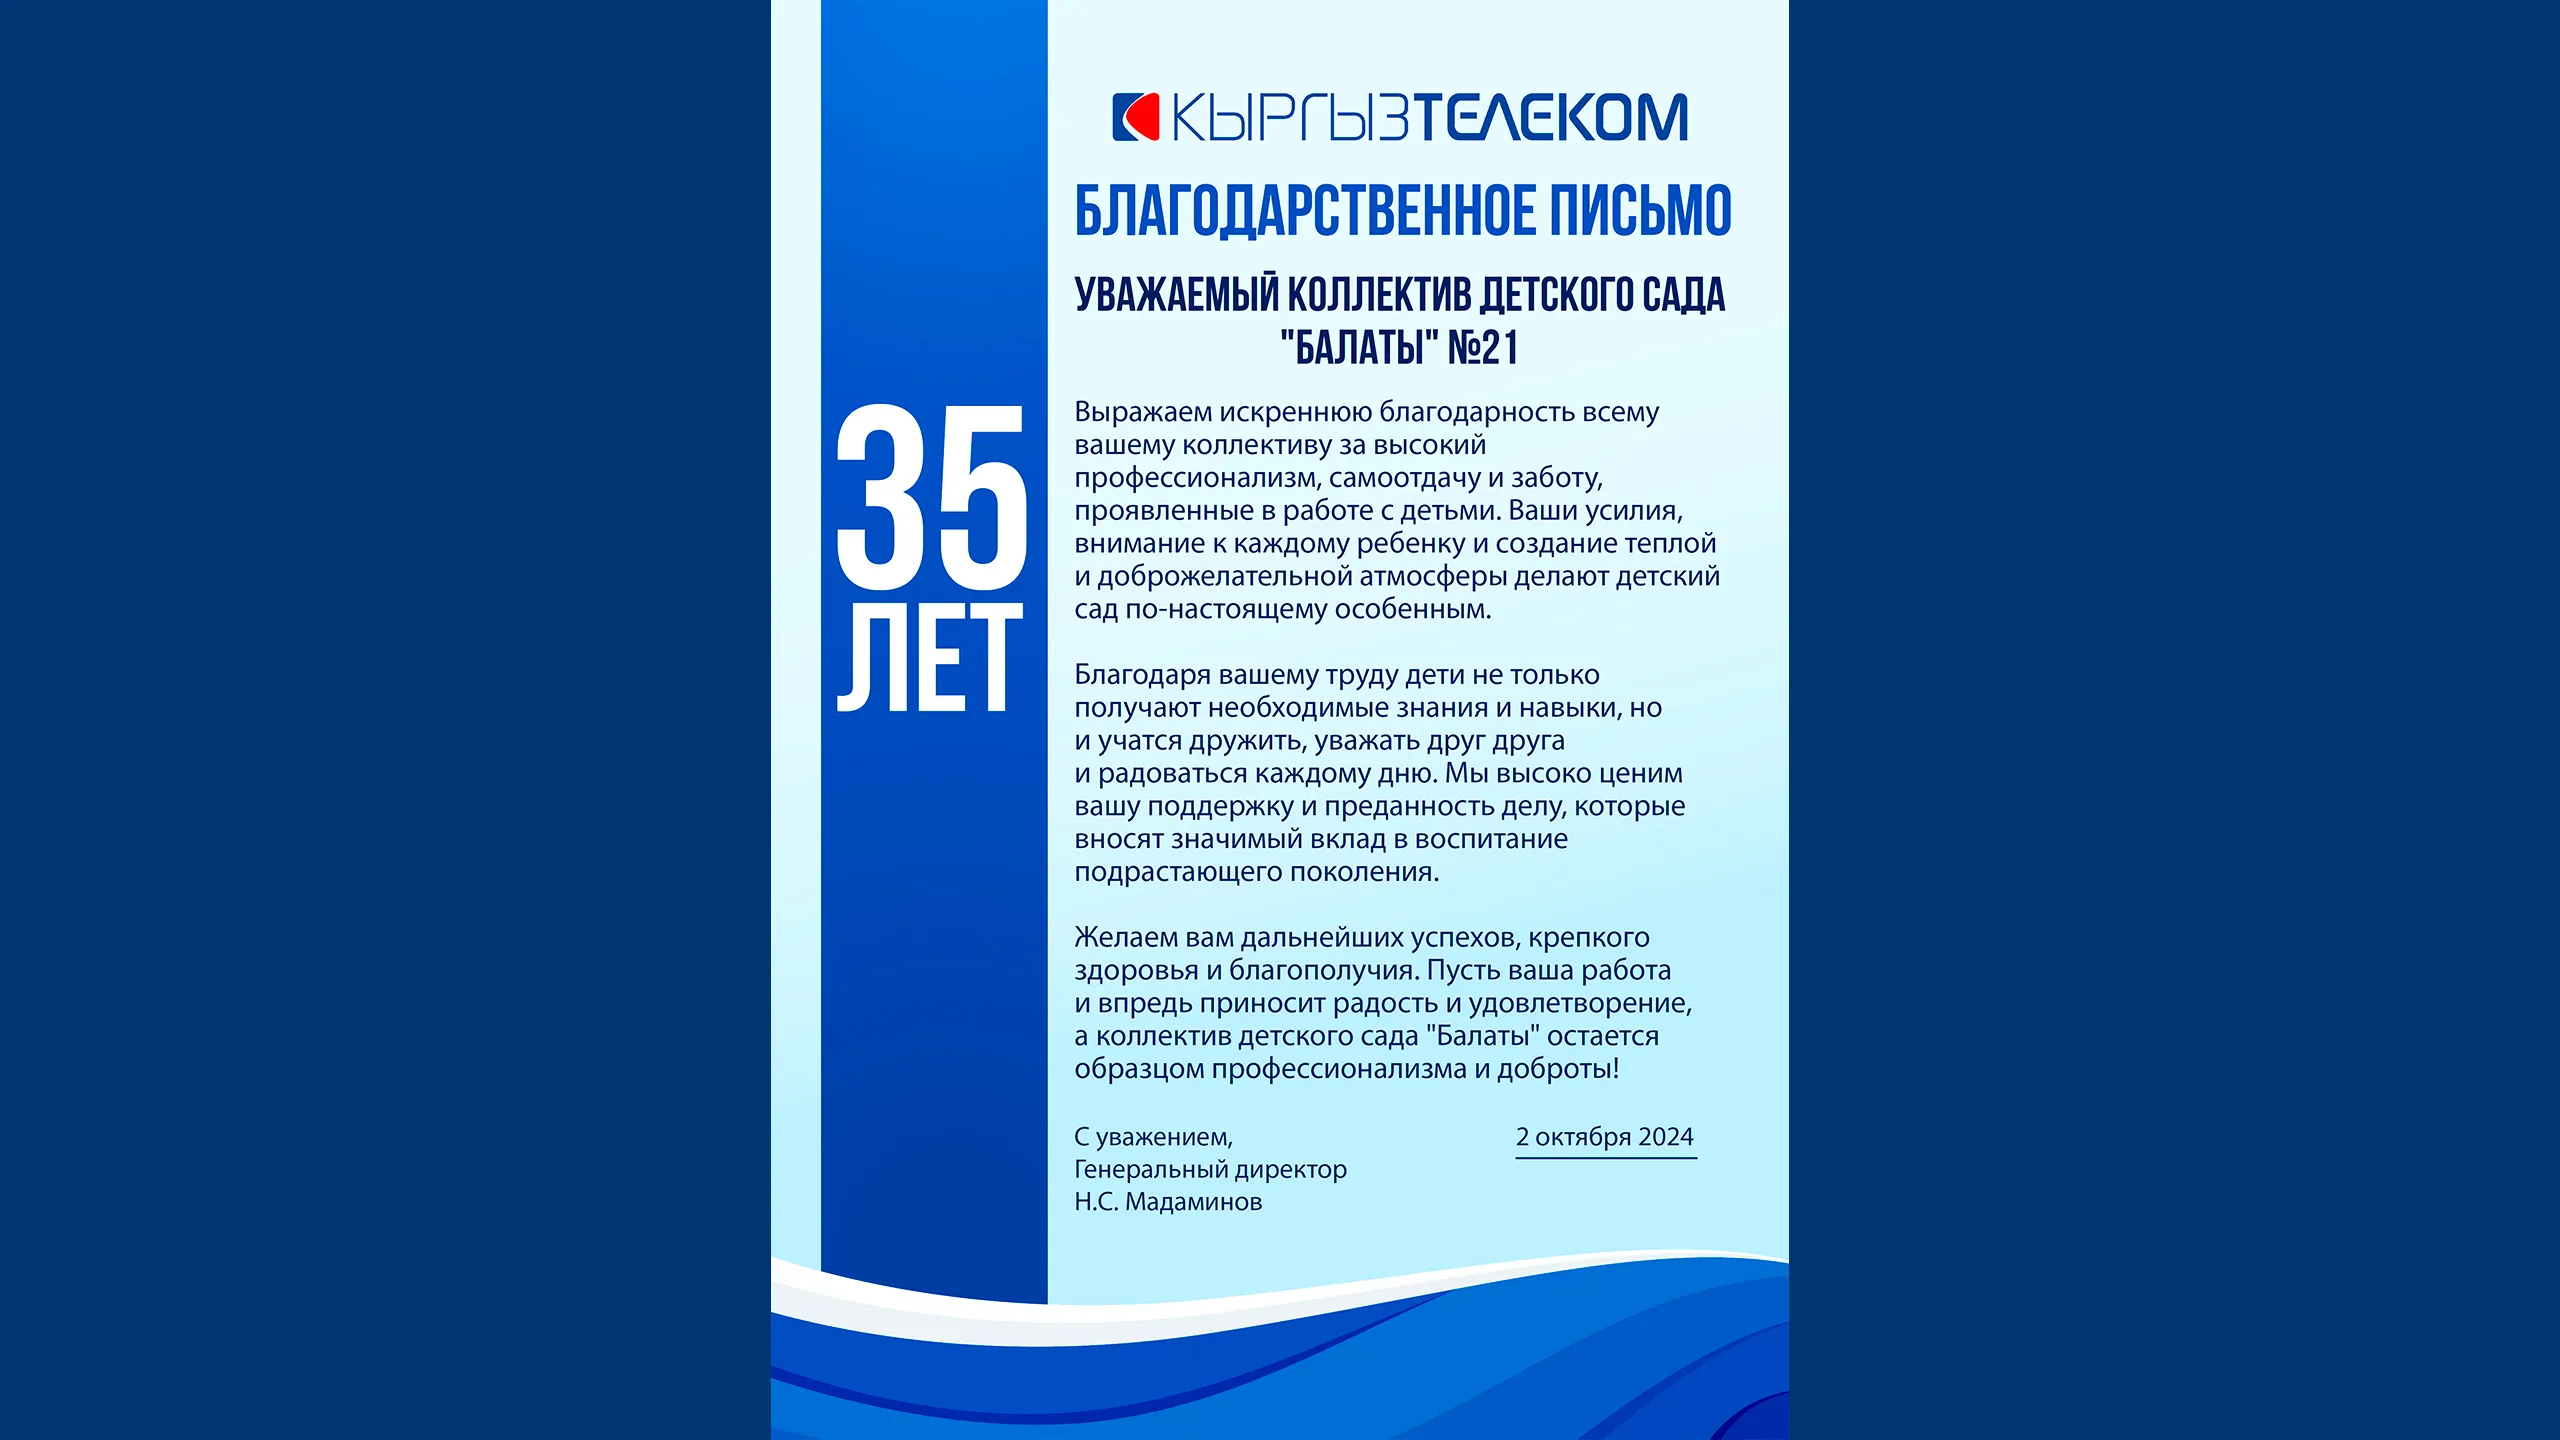 КЫРГЫЗТЕЛЕКОМ
БЛАГОДАРСТВЕННОЕ ПИСЬМО
УВАЖАЕМЫЙ КОЛЛЕКТИВ ДЕТСКОГО САДА
"БАЛАТЫ" №21
35
ЛЕТ
Выражаем искреннюю благодарность всему
вашему коллективу за высокий
профессионализм, самоотдачу и заботу,
проявленные в работе с детьми. Ваши усилия,
внимание к каждому ребенку и создание теплой
и доброжелательной атмосферы делают детский
сад по-настоящему особенным.
Благодаря вашему труду дети не только
получают необходимые знания и навыки, но
и учатся дружить, уважать друг друга
и радоваться каждому дню. Мы высоко ценим
вашу поддержку и преданность делу, которые
вносят значимый вклад в воспитание
подрастающего поколения.
Желаем вам дальнейших успехов, крепкого
здоровья и благополучия. Пусть ваша работа
и впредь приносит радость и удовлетворение,
а коллектив детского сада "Балаты" остается
образцом профессионализма и доброты!
С уважением,
Генеральный директор
Н.С. Мадаминов
2 октября 2024